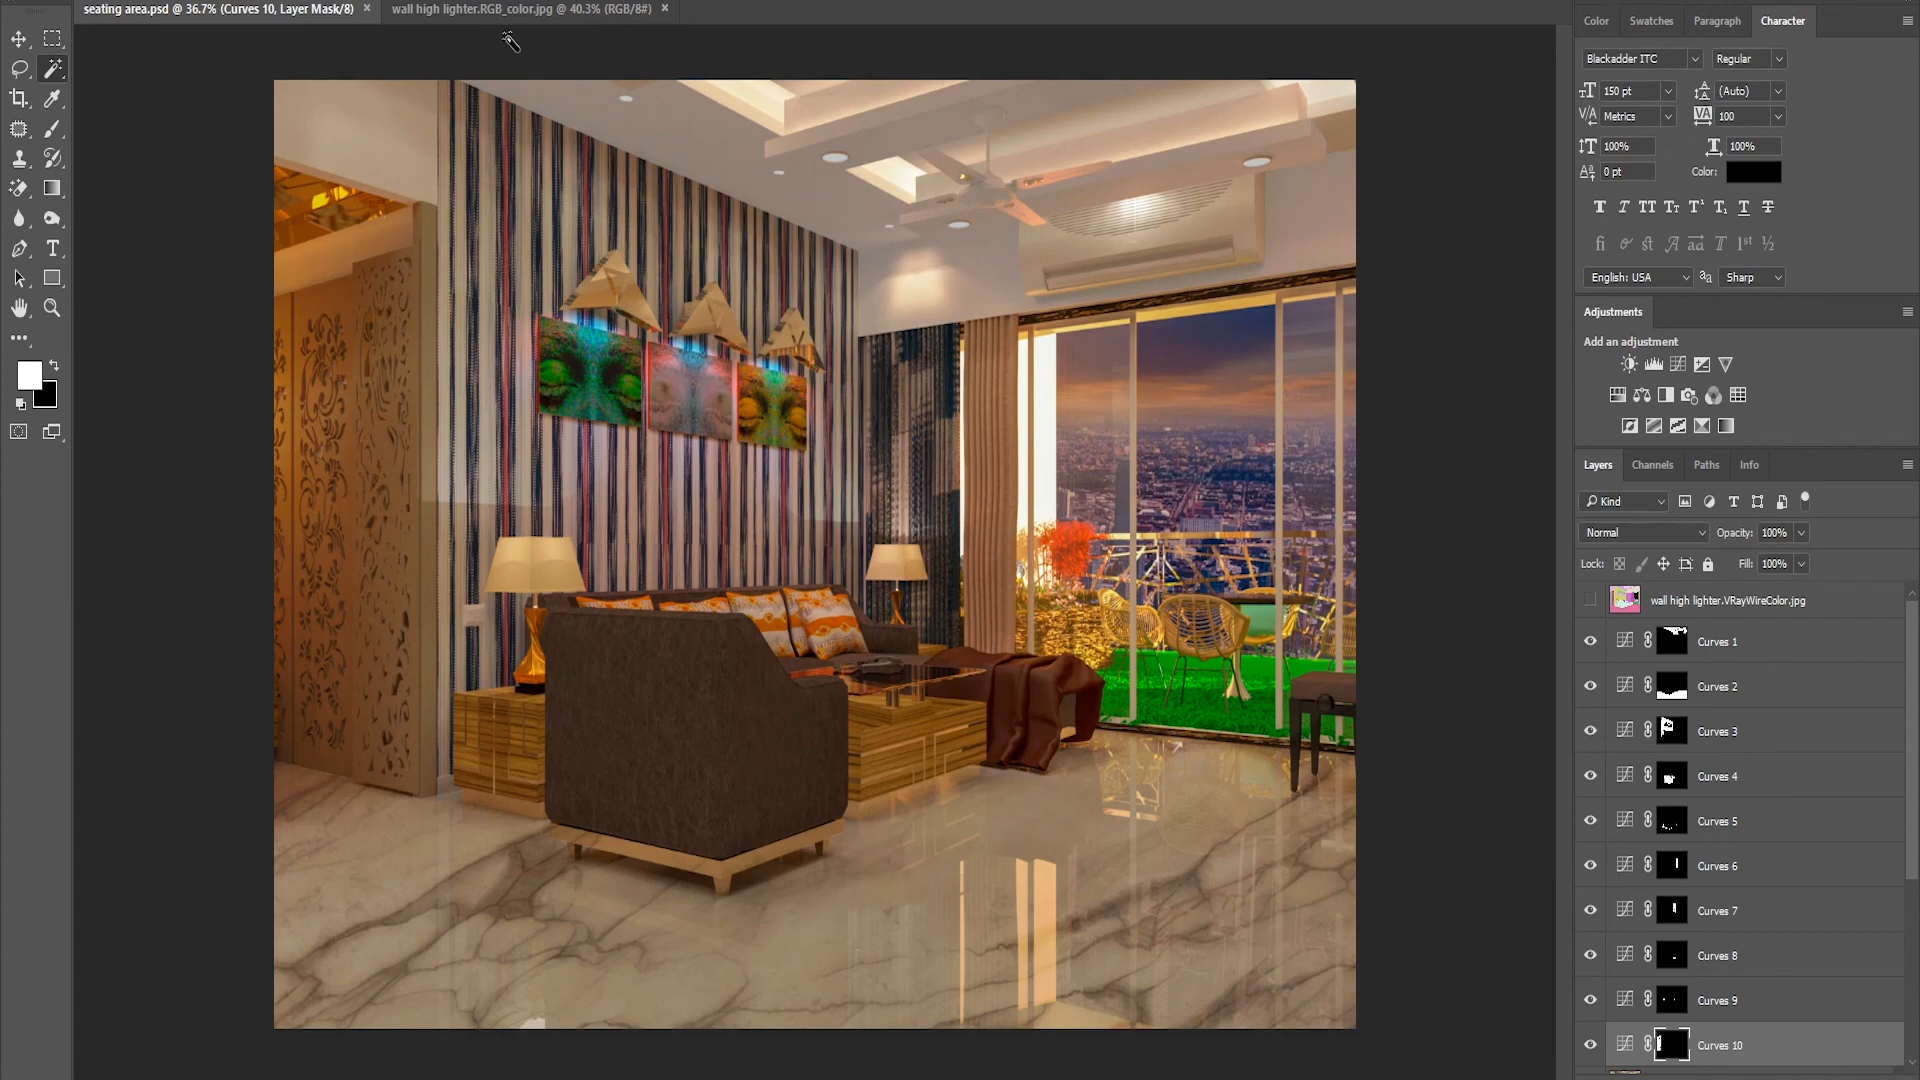 seating area.psd @ 36.7% (Curves 10, Layer Mask/8) ×
wall high lighter.RGB_color.jpg @ 40.3% (RGB/8#) ×
Color Swatches Paragraph Character
Blackadder ITC Regular
150 pt (Auto)
Metrics 100
100% 100%
0 pt Color:
English: USA aa Sharp
Adjustments
Add an adjustment
Layers Channels Paths Info
Kind
Normal Opacity: 100%
Lock: Fill: 100%
wall high lighter.VRayWireColor.jpg
Curves 1
Curves 2
Curves 3
Curves 4
Curves 5
Curves 6
Curves 7
Curves 8
Curves 9
Curves 10